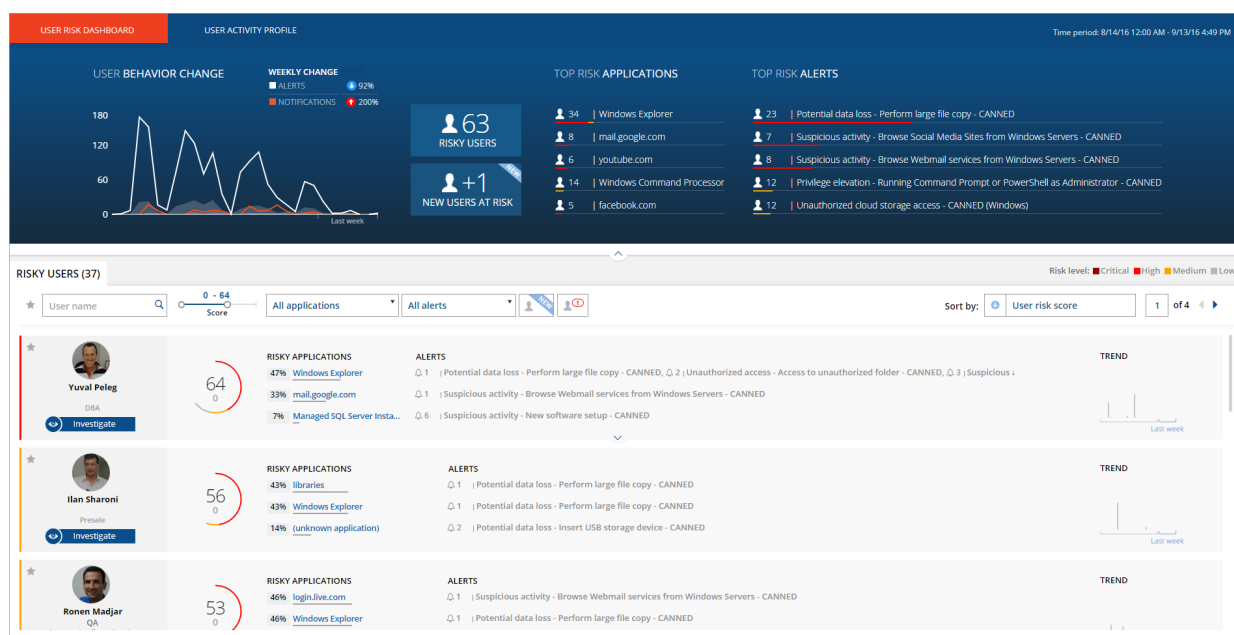 USER RISK DASHBOARD
USER ACTIVITY PROFILE
Time period: 8/14/16 12:00 AM - 9/13/16 4:49 PM
USER BEHAVIOR CHANGE
WEEKLY CHANGE
ALERTS 92%
NOTIFICATIONS 200%
180
120
60
0
Last week
63
RISKY USERS
NEW
+1
NEW USERS AT RISK
TOP RISK APPLICATIONS
34 | Windows Explorer
8 | mail.google.com
6 | youtube.com
14 | Windows Command Processor
5 | facebook.com
TOP RISK ALERTS
23 | Potential data loss - Perform large file copy - CANNED
7 | Suspicious activity - Browse Social Media Sites from Windows Servers - CANNED
8 | Suspicious activity - Browse Webmail services from Windows Servers - CANNED
12 | Privilege elevation - Running Command Prompt or PowerShell as Administrator - CANNED
12 | Unauthorized cloud storage access - CANNED (Windows)
RISKY USERS (37)
Risk level: Critical High Medium Low
User name
0 - 64
Score
All applications
All alerts
NEW
Sort by: User risk score
1 of 4
Yuval Peleg
DBA
Investigate
64
0
RISKY APPLICATIONS
47% Windows Explorer
33% mail.google.com
7% Managed SQL Server Insta...
ALERTS
1 | Potential data loss - Perform large file copy - CANNED, 2 | Unauthorized access - Access to unauthorized folder - CANNED, 3 | Suspicious
1 | Suspicious activity - Browse Webmail services from Windows Servers - CANNED
6 | Suspicious activity - New software setup - CANNED
TREND
Last week
Ilan Sharoni
Presale
Investigate
56
0
RISKY APPLICATIONS
43% libraries
43% Windows Explorer
14% (unknown application)
ALERTS
1 | Potential data loss - Perform large file copy - CANNED
1 | Potential data loss - Perform large file copy - CANNED
2 | Potential data loss - Insert USB storage device - CANNED
TREND
Last week
Ronen Madjar
QA
53
0
RISKY APPLICATIONS
46% login.live.com
46% Windows Explorer
ALERTS
1 | Suspicious activity - Browse Webmail services from Windows Servers - CANNED
1 | Potential data loss - Perform large file copy - CANNED
TREND